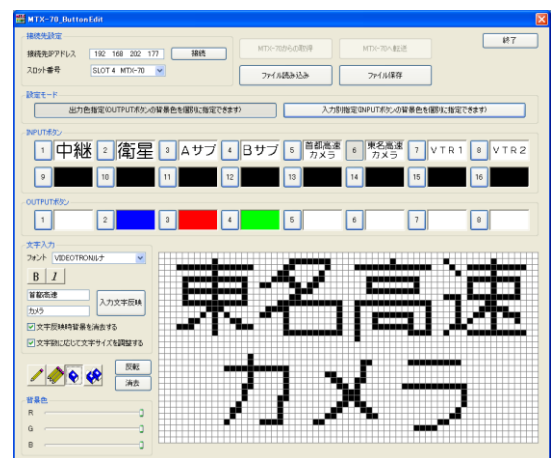 MTX-70_ButtonEdit
接続先設定
接続先IPアドレス 192 168 202 177 接続
スロット番号 SLOT 4 MTX-70
MTX-70からの取得 MTX-70へ転送
ファイル読み込み ファイル保存
終了
設定モード
出力色指定(OUTPUTボタンの背景色を個別に指定できます) 入力別指定(INPUTボタンの背景色を個別に指定できます)
INPUTボタン
1 中継 2 衛星 3 Aサブ 4 Bサブ 5 首都高速カメラ 6 東名高速カメラ 7 VTR1 8 VTR2
9 10 11 12 13 14 15 16
OUTPUTボタン
1 2 3 4 5 6 7 8
文字入力
フォント VIDEOTRONルナ
B I
首都高速
カメラ
入力文字反映
文字反映時背景を消去する
文字数に応じて文字サイズを調整する
反転
消去
背景色
R
G
B
東名高速
カメラ